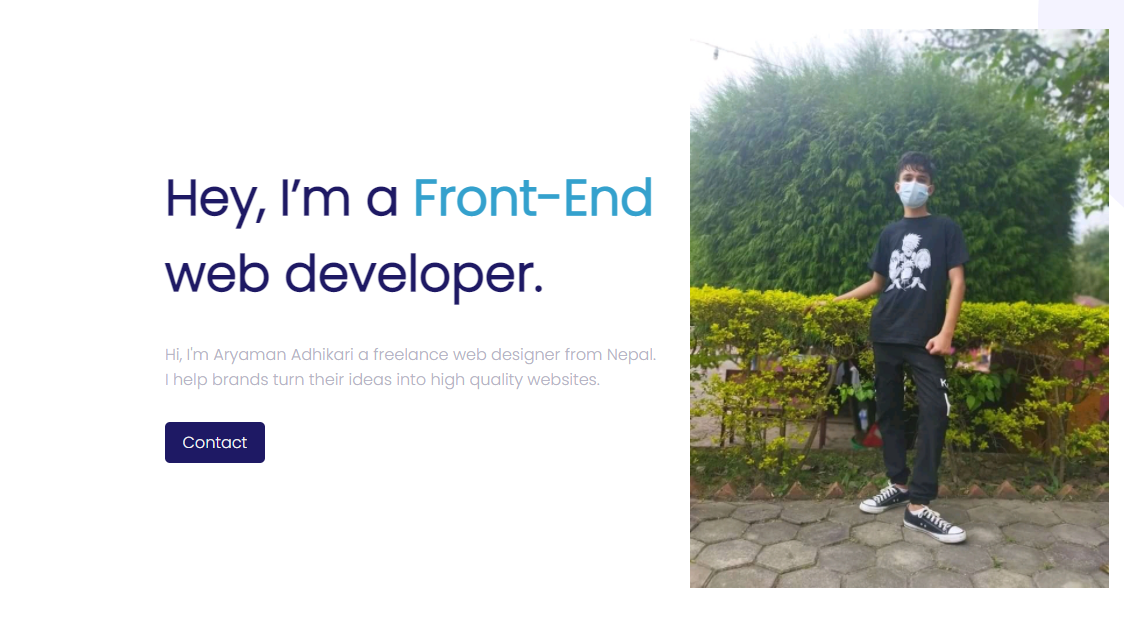 Hey, I’m a Front-End
web developer.
Hi, I'm Aryaman Adhikari a freelance web designer from Nepal.
I help brands turn their ideas into high quality websites.
Contact